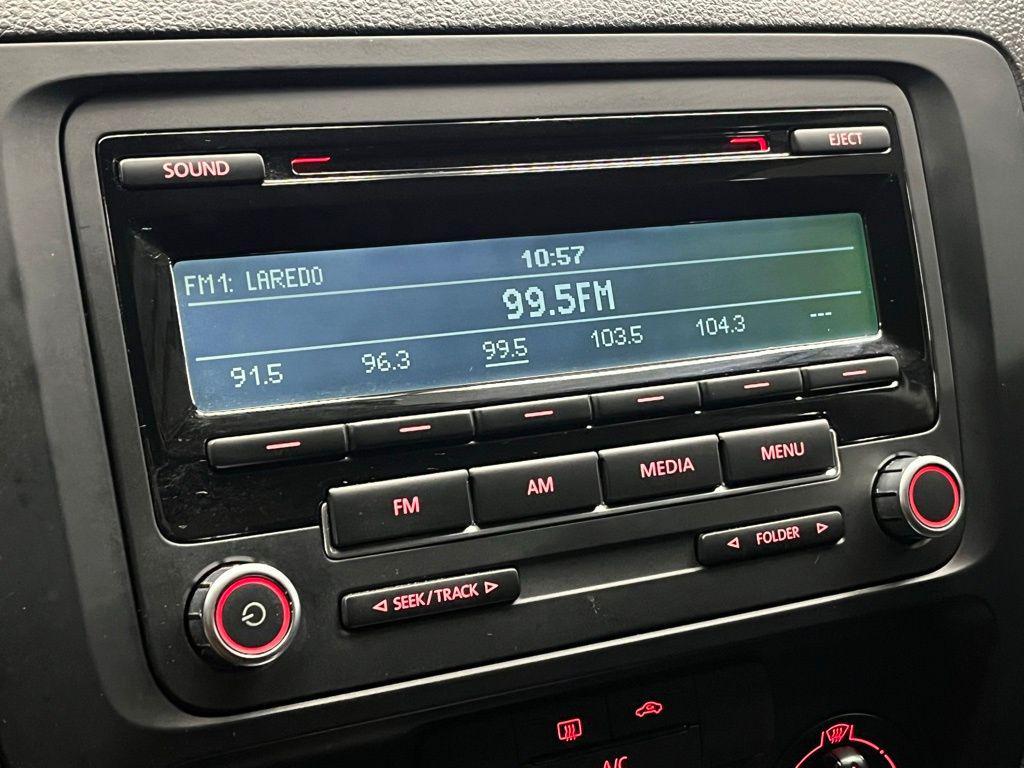 SOUND
EJECT
FM1: LAREDO
10:57
99.5FM
91.5 96.3 99.5 103.5 104.3 ---
FM AM MEDIA MENU
SEEK/TRACK
FOLDER
A/C